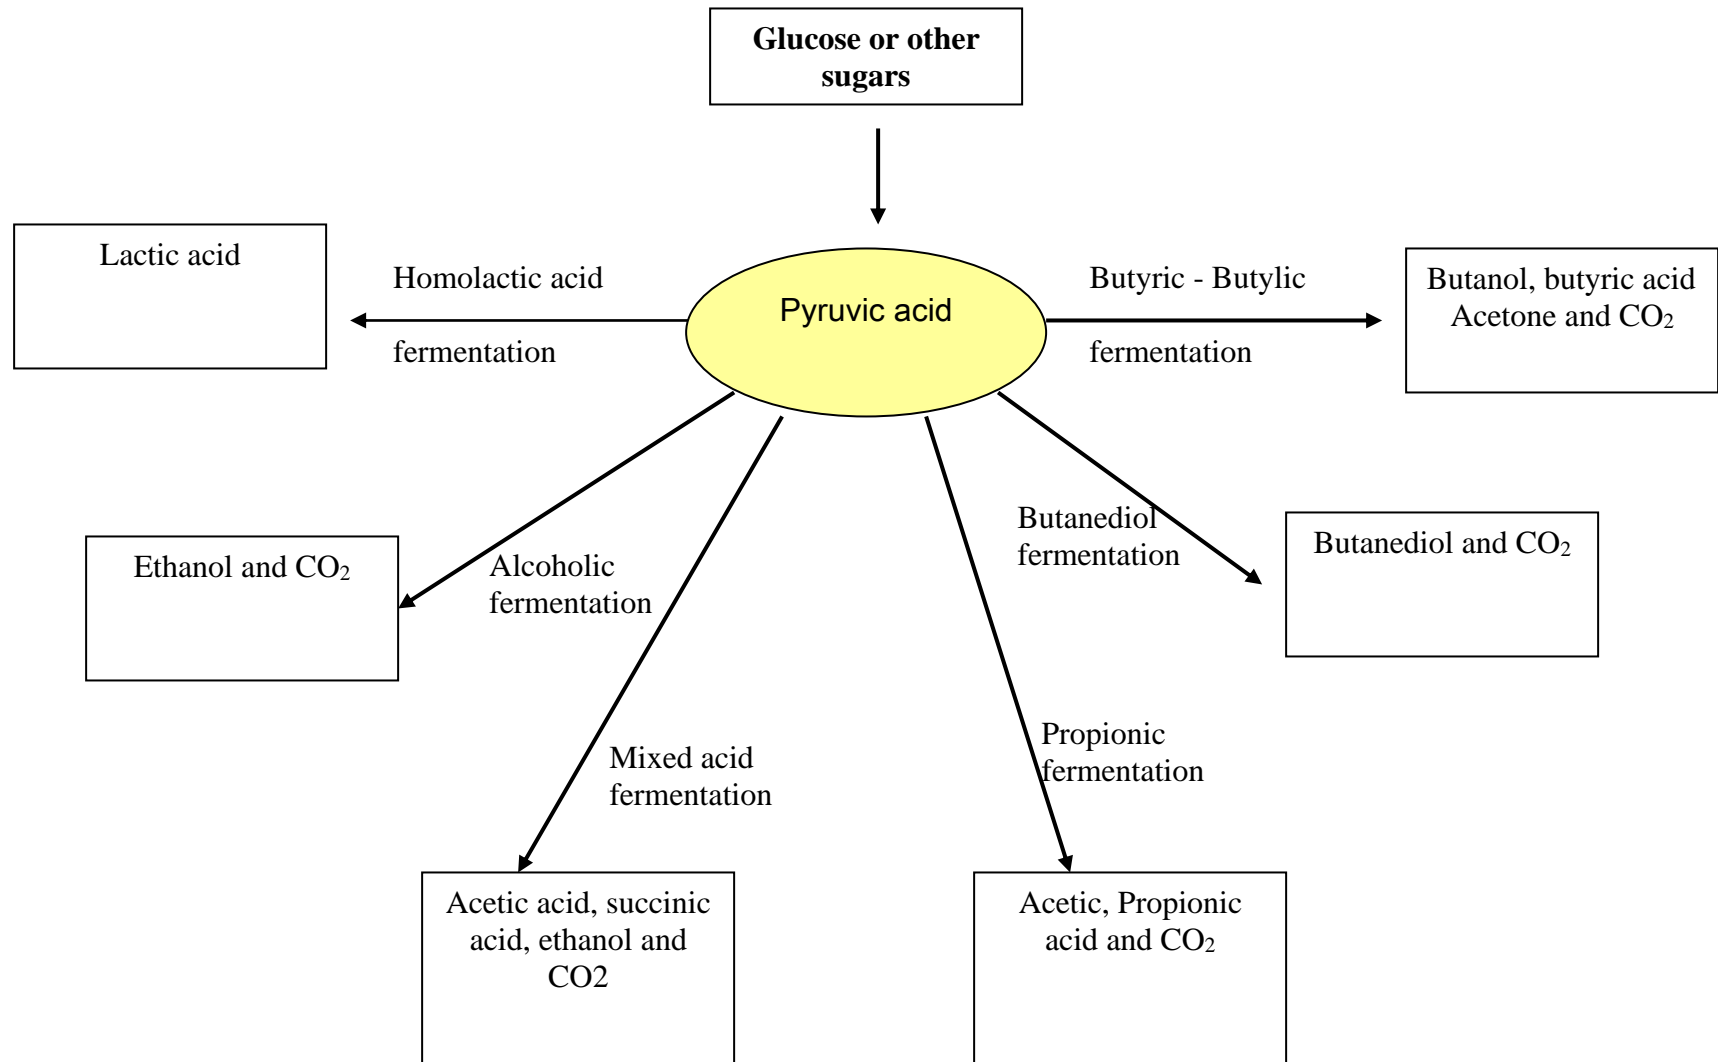 Glucose or other
sugars
Lactic acid
Homolactic acid
fermentation
Pyruvic acid
Butyric - Butylic
fermentation
Butanol, butyric acid
Acetone and CO₂
Ethanol and CO₂
Alcoholic
fermentation
Butanediol
fermentation
Butanediol and CO₂
Mixed acid
fermentation
Propionic
fermentation
Acetic acid, succinic
acid, ethanol and
CO2
Acetic, Propionic
acid and CO₂